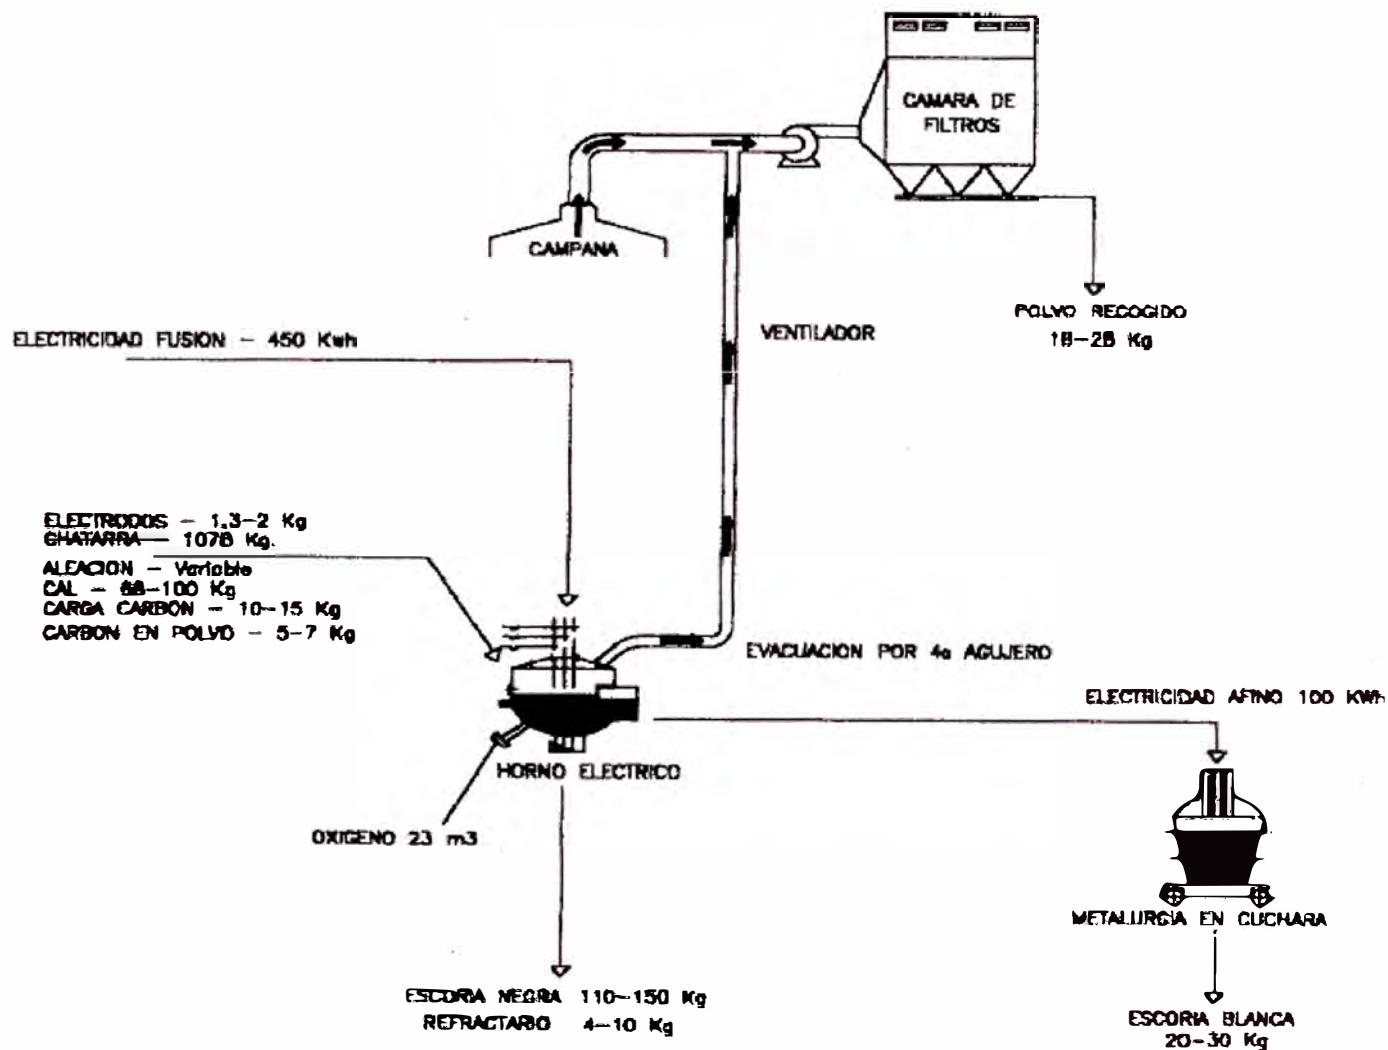 CAMARA DE
FILTROS
CAMPANA
POLVO RECOGIDO
18-28 Kg
ELECTRICIDAD FUSION - 450 Kwh
VENTILADOR
ELECTRODOS - 1,3-2 Kg
CHATARRA - 1078 Kg.
ALEACION - Variable
CAL - -100 Kg
CARGA CARBON - 10-15 Kg
CARBON EN POLVO - 5-7 Kg
EVACUACION POR 4a AGUJERO
ELECTRICIDAD AFINO 100 KWh
HORNO ELECTRICO
OXIGENO 23 m3
METALURGIA EN CUCHARA
ESCORIA NEGRA 110-150 Kg
REFRACTARIO 4-10 Kg
ESCORIA BLANCA
20-30 Kg